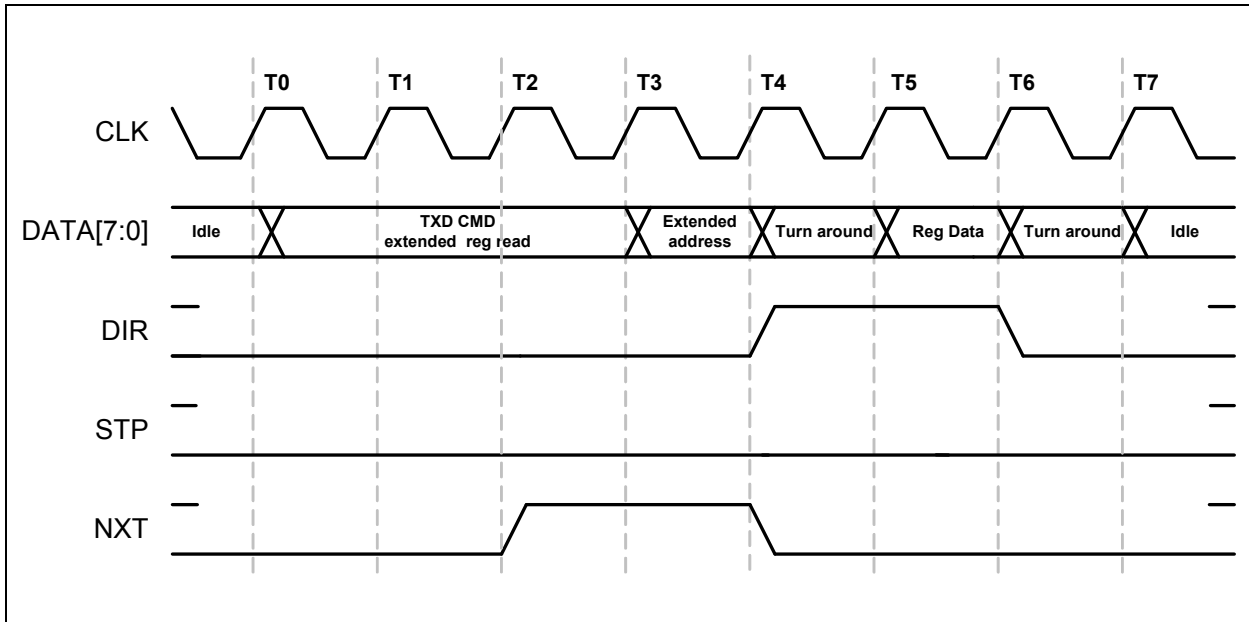 T0 T1 T2 T3 T4 T5 T6 T7
CLK
DATA[7:0]
Idle
TXD CMD
extended reg read
Extended
address
Turn around
Reg Data
Turn around
Idle
DIR
STP
NXT